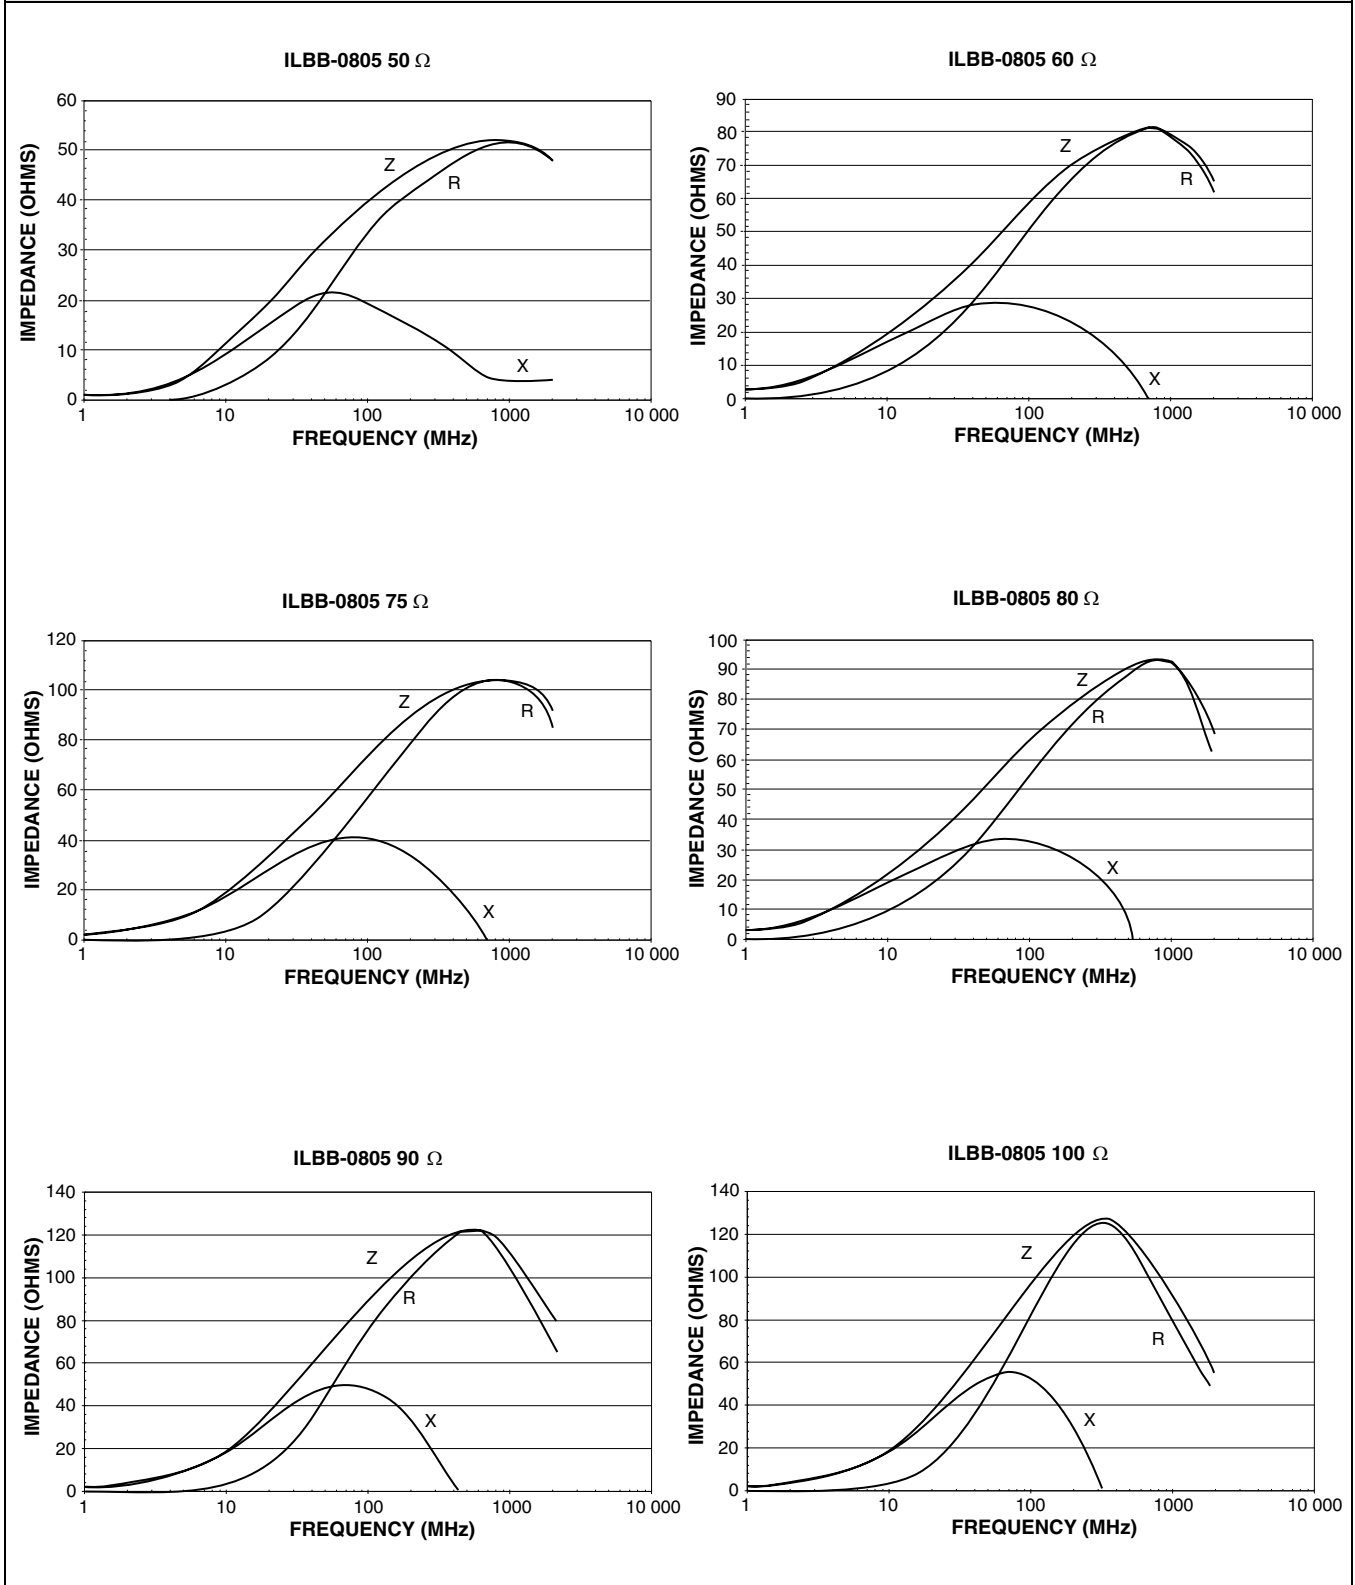 ILBB-0805 50 Ω
IMPEDANCE (OHMS)
60
50
40
30
20
10
0
Z
R
X
1
10
100
1000
10 000
FREQUENCY (MHz)
ILBB-0805 60 Ω
IMPEDANCE (OHMS)
90
80
70
60
50
40
30
20
10
0
Z
R
X
1
10
100
1000
10 000
FREQUENCY (MHz)
ILBB-0805 75 Ω
IMPEDANCE (OHMS)
120
100
80
60
40
20
0
Z
R
X
1
10
100
1000
10 000
FREQUENCY (MHz)
ILBB-0805 80 Ω
IMPEDANCE (OHMS)
100
90
80
70
60
50
40
30
20
10
0
Z
R
X
1
10
100
1000
10 000
FREQUENCY (MHz)
ILBB-0805 90 Ω
IMPEDANCE (OHMS)
140
120
100
80
60
40
20
0
Z
R
X
1
10
100
1000
10 000
FREQUENCY (MHz)
ILBB-0805 100 Ω
IMPEDANCE (OHMS)
140
120
100
80
60
40
20
0
Z
R
X
1
10
100
1000
10 000
FREQUENCY (MHz)